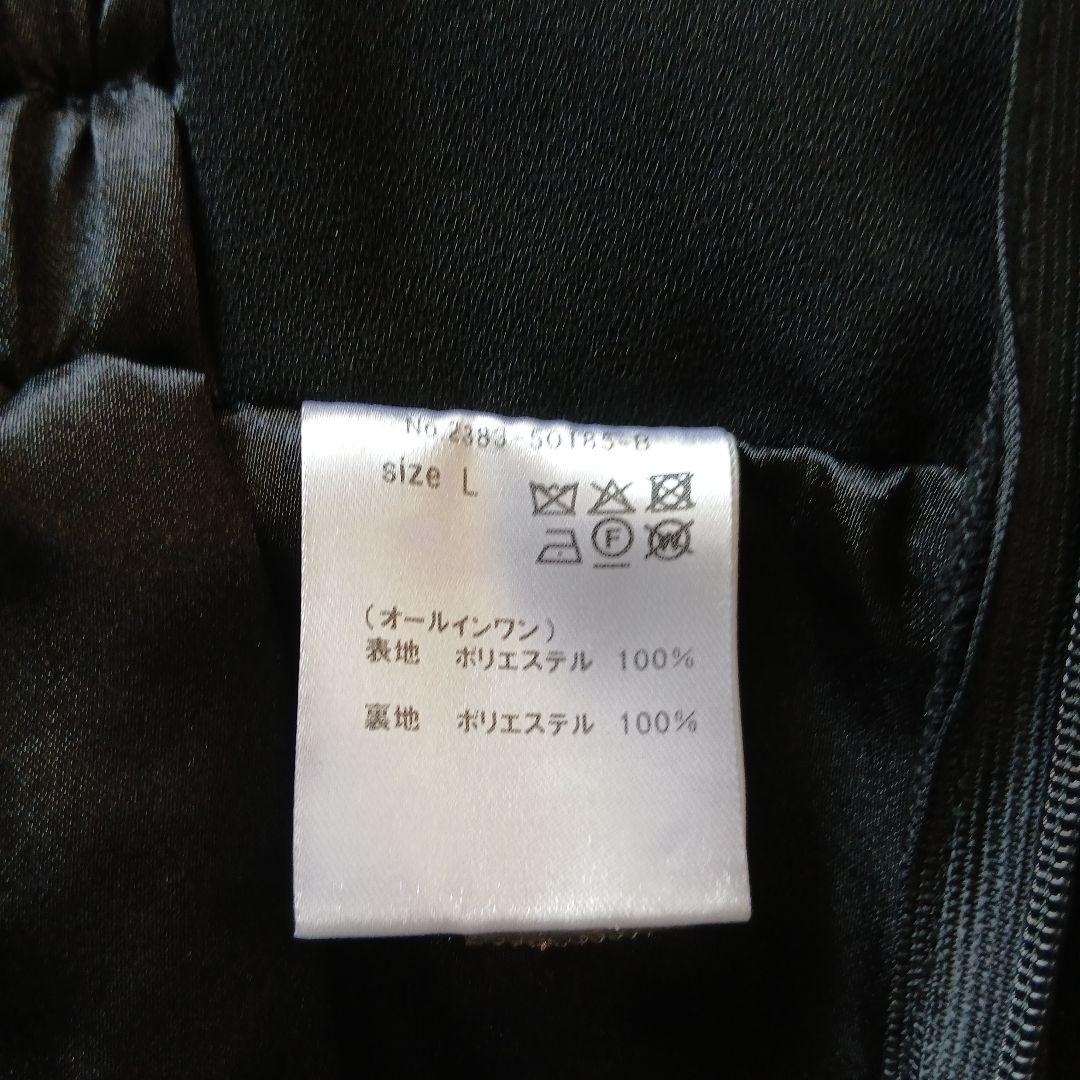 No.2383-50185-B
size L
F
W
(オールインワン)
表地 ポリエステル 100%
裏地 ポリエステル 100%